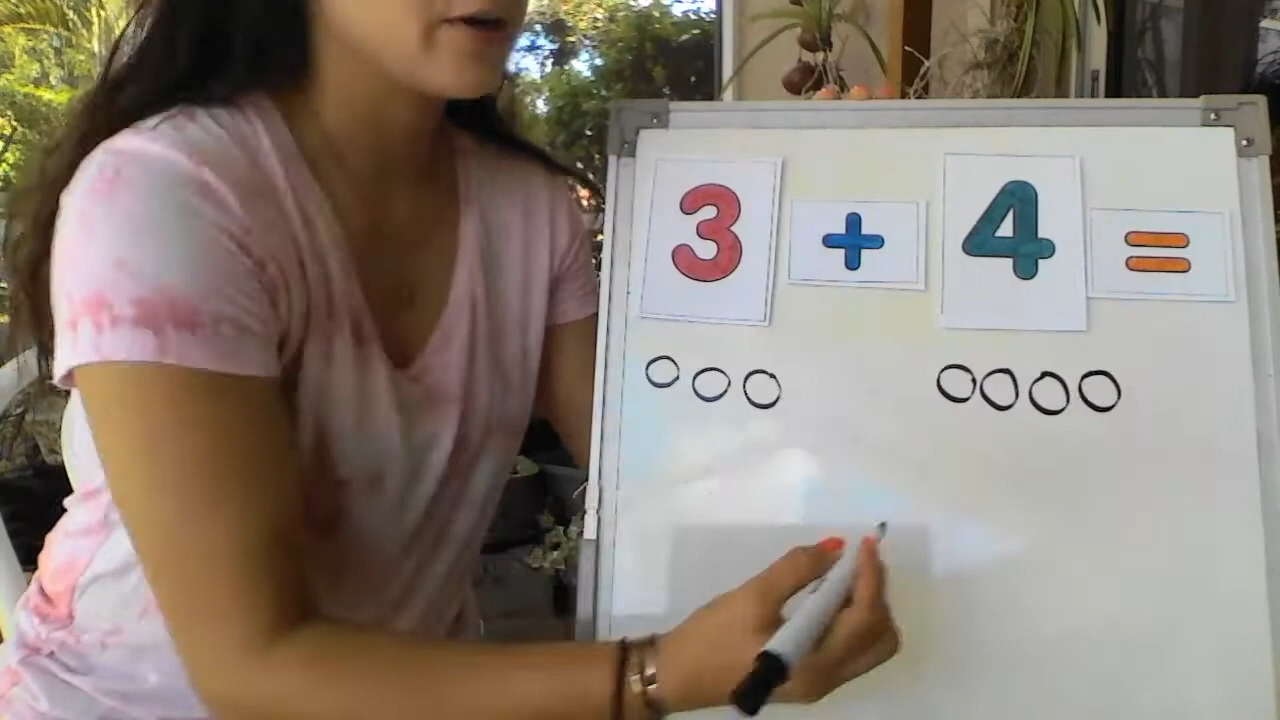 3 + 4 =